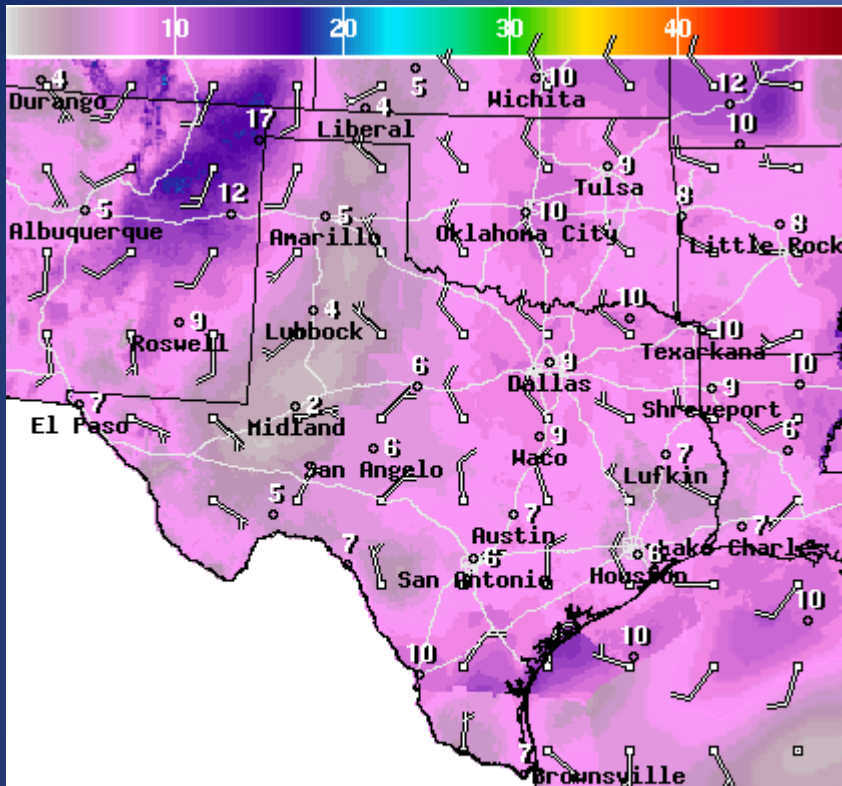 10 20 30 40
4 5 10 12
Durango Wichita
4
Liberal
17 10
9
Tulsa
5 12 5 10 8 8
Albuquerque Amarillo Oklahoma City Little Rock
9 4 10
Roswell Lubbock 10
Texarkana
6 9
Dallas 10
7 2 9
El Paso Midland Shreveport
6 9 7 6
San Angelo Waco Lufkin
5 7 7
Austin
7 6 6 Lake Charles
San Antonio Houston
10
10 10
7
Brownsville